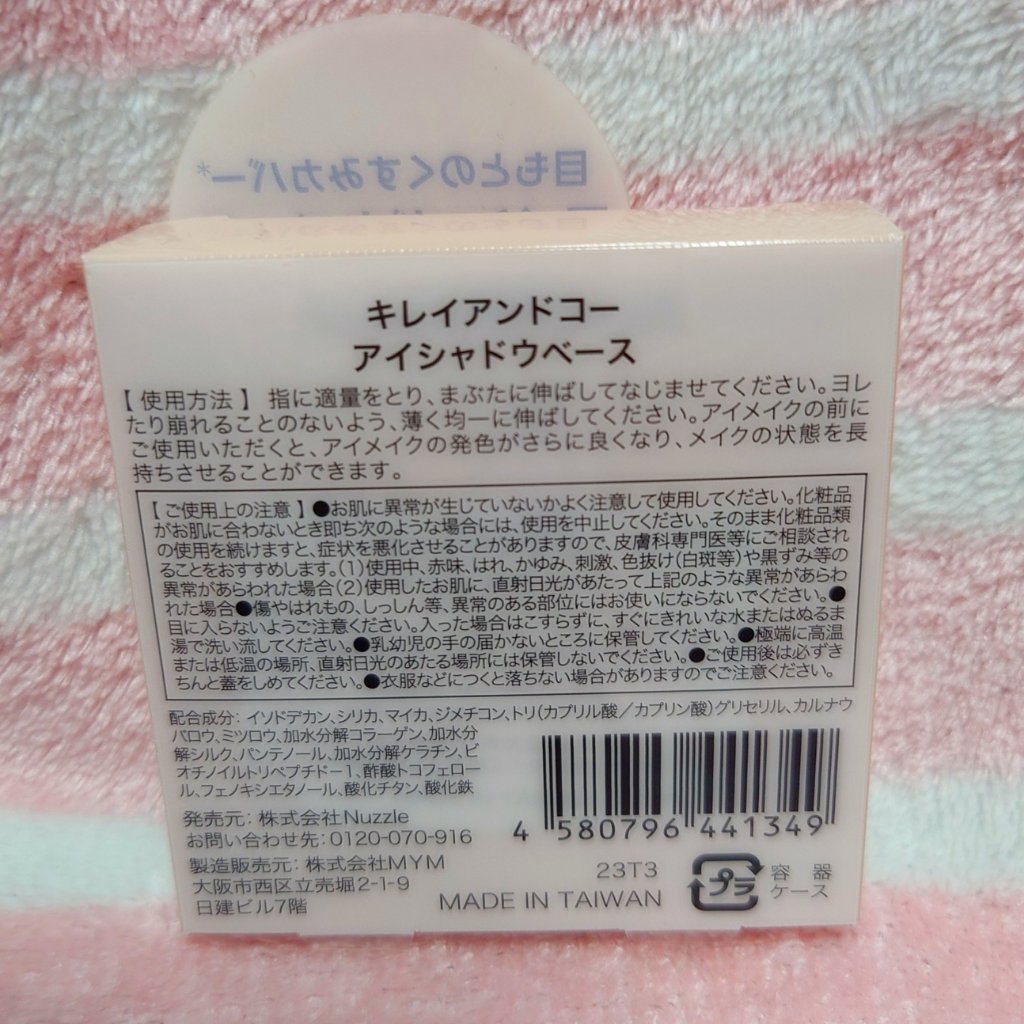 目もとのくすみカバー*
キレイアンドコー
アイシャドウベース
【 使用方法 】 指に適量をとり、まぶたに伸ばしてなじませてください。ヨレ
たり崩れることのないよう、薄く均一に伸ばしてください。アイメイクの前に
ご使用いただくと、アイメイクの発色がさらに良くなり、メイクの状態を長
持ちさせることができます。
【 ご使用上の注意 】●お肌に異常が生じていないかよく注意して使用してください。化粧品
がお肌に合わないとき即ち次のような場合には、使用を中止してください。そのまま化粧品類
の使用を続けますと、症状を悪化させることがありますので、皮膚科専門医等にご相談され
ることをおすすめします。(1)使用中、赤味、はれ、かゆみ、刺激、色抜け(白斑等)や黒ずみ等の
異常があらわれた場合(2)使用したお肌に、直射日光があたって上記のような異常があらわ
れた場合●傷やはれもの、しっしん等、異常のある部位にはお使いにならないでください。●
目に入らないようご注意ください。入った場合はこすらずに、すぐにきれいな水またはぬるま
湯で洗い流してください。●乳幼児の手の届かないところに保管してください。●極端に高温
または低温の場所、直射日光のあたる場所には保管しないでください。●ご使用後は必ずき
ちんと蓋をしめてください。●衣服などにつくと落ちない場合がありますのでご注意ください。
配合成分: イソドデカン、シリカ、マイカ、ジメチコン、トリ(カプリル酸／カプリン酸)グリセリル、カルナウ
バロウ、ミツロウ、加水分解コラーゲン、加水分
解シルク、パンテノール、加水分解ケラチン、ビ
オチノイルトリペプチド-1、酢酸トコフェロー
ル、フェノキシエタノール、酸化チタン、酸化鉄
4 580796 441349
発売元: 株式会社Nuzzle
お問い合わせ先: 0120-070-916
製造販売元: 株式会社MYM
大阪市西区立売堀2-1-9
日建ビル7階
23T3
MADE IN TAIWAN
プラ
容 器
ケース